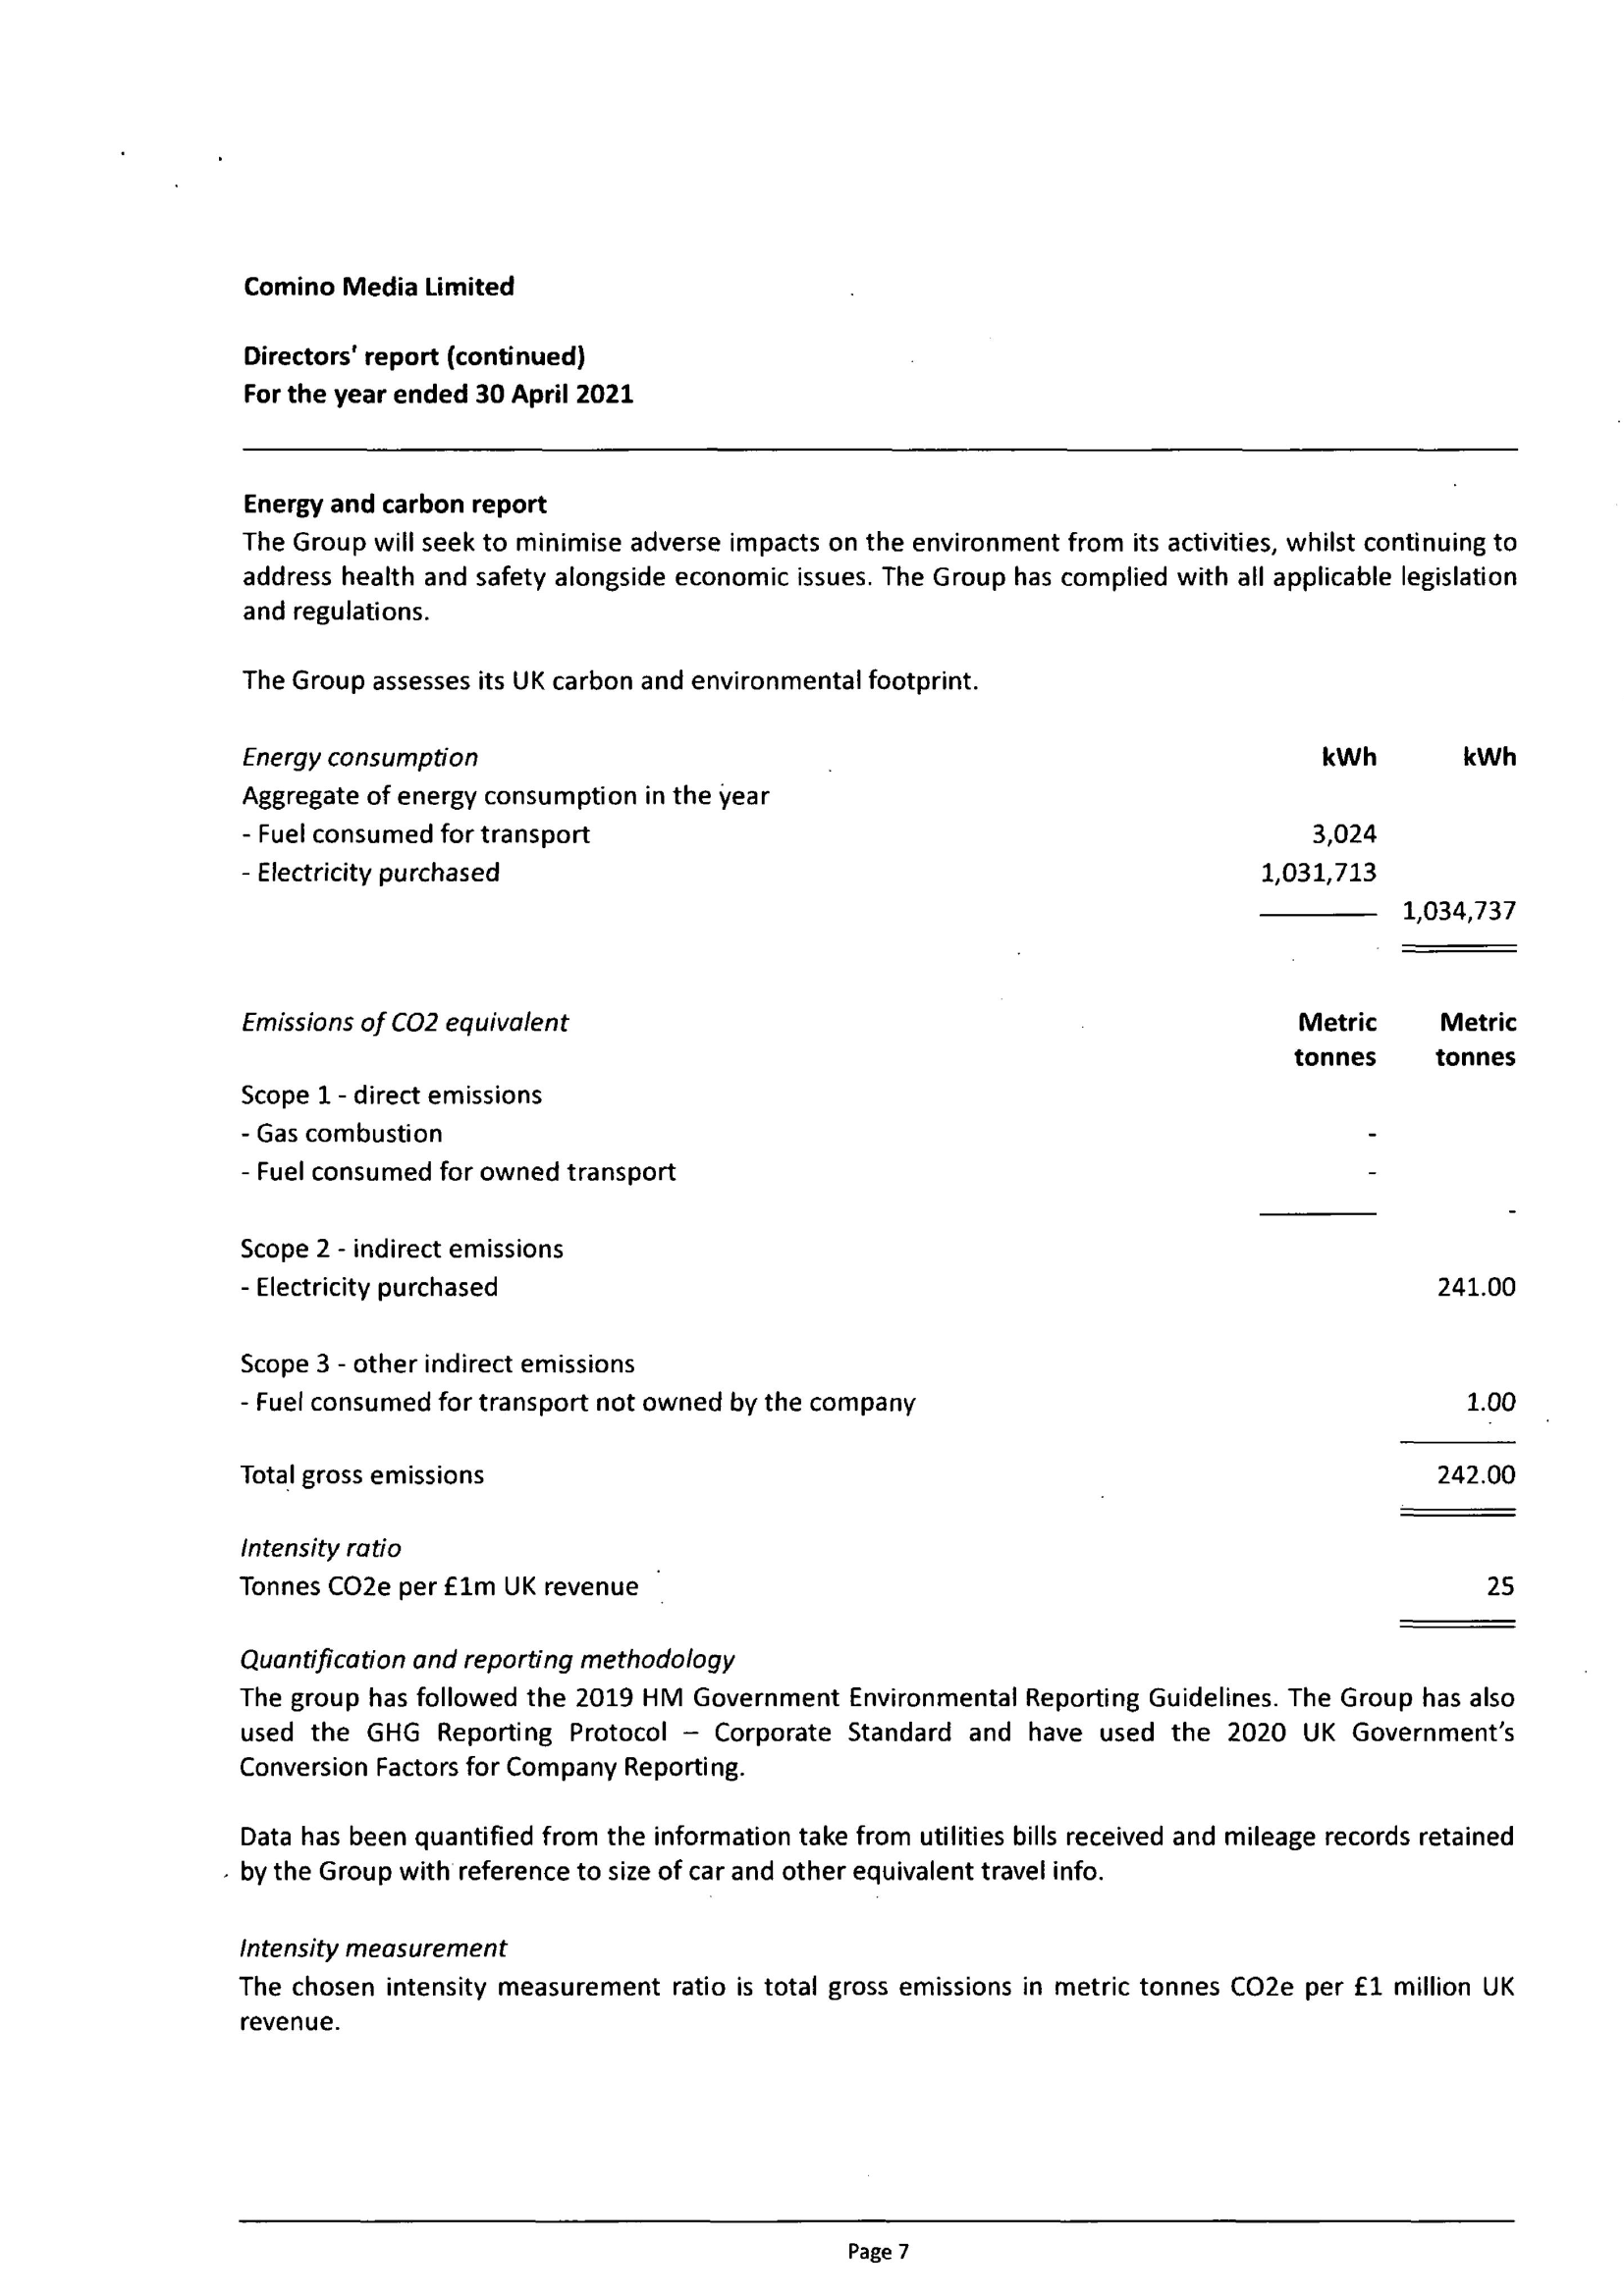 Comino Media Limited
Directors' report (continued)
For the year ended 30 April 2021
Energy and carbon report
The Group will seek to minimise adverse impacts on the environment from its activities, whilst continuing to
address health and safety alongside economic issues. The Group has complied with all applicable legislation
and regulations.
The Group assesses its UK carbon and environmental footprint.
Energy consumption kWh kWh
Aggregate of energy consumption in the year
- Fuel consumed for transport 3,024
- Electricity purchased 1,031,713
1,034,737
Emissions of CO2 equivalent Metric Metric
tonnes tonnes
Scope 1 - direct emissions
- Gas combustion -
- Fuel consumed for owned transport -
-
Scope 2 - indirect emissions
- Electricity purchased 241.00
Scope 3 - other indirect emissions
- Fuel consumed for transport not owned by the company 1.00
Total gross emissions 242.00
Intensity ratio
Tonnes CO2e per £1m UK revenue 25
Quantification and reporting methodology
The group has followed the 2019 HM Government Environmental Reporting Guidelines. The Group has also
used the GHG Reporting Protocol – Corporate Standard and have used the 2020 UK Government's
Conversion Factors for Company Reporting.
Data has been quantified from the information take from utilities bills received and mileage records retained
by the Group with reference to size of car and other equivalent travel info.
Intensity measurement
The chosen intensity measurement ratio is total gross emissions in metric tonnes CO2e per £1 million UK
revenue.
Page 7